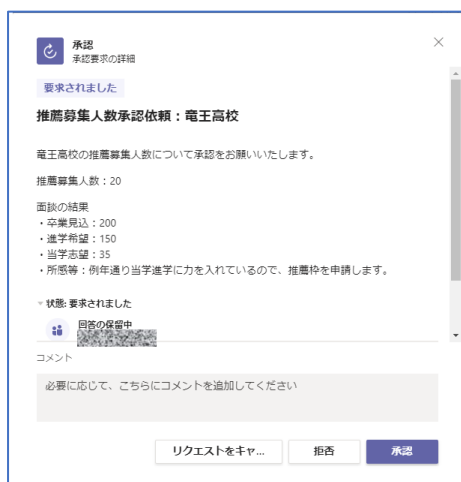 承認
承認要求の詳細
要求されました
推薦募集人数承認依頼：竜王高校
竜王高校の推薦募集人数について承認をお願いいたします。
推薦募集人数：20
面談の結果
・卒業見込：200
・進学希望：150
・当学志望：35
・所感等：例年通り当学進学に力を入れているので、推薦枠を申請します。
状態: 要求されました
回答の保留中
コメント
必要に応じて、こちらにコメントを追加してください
リクエストをキャ... 拒否 承認